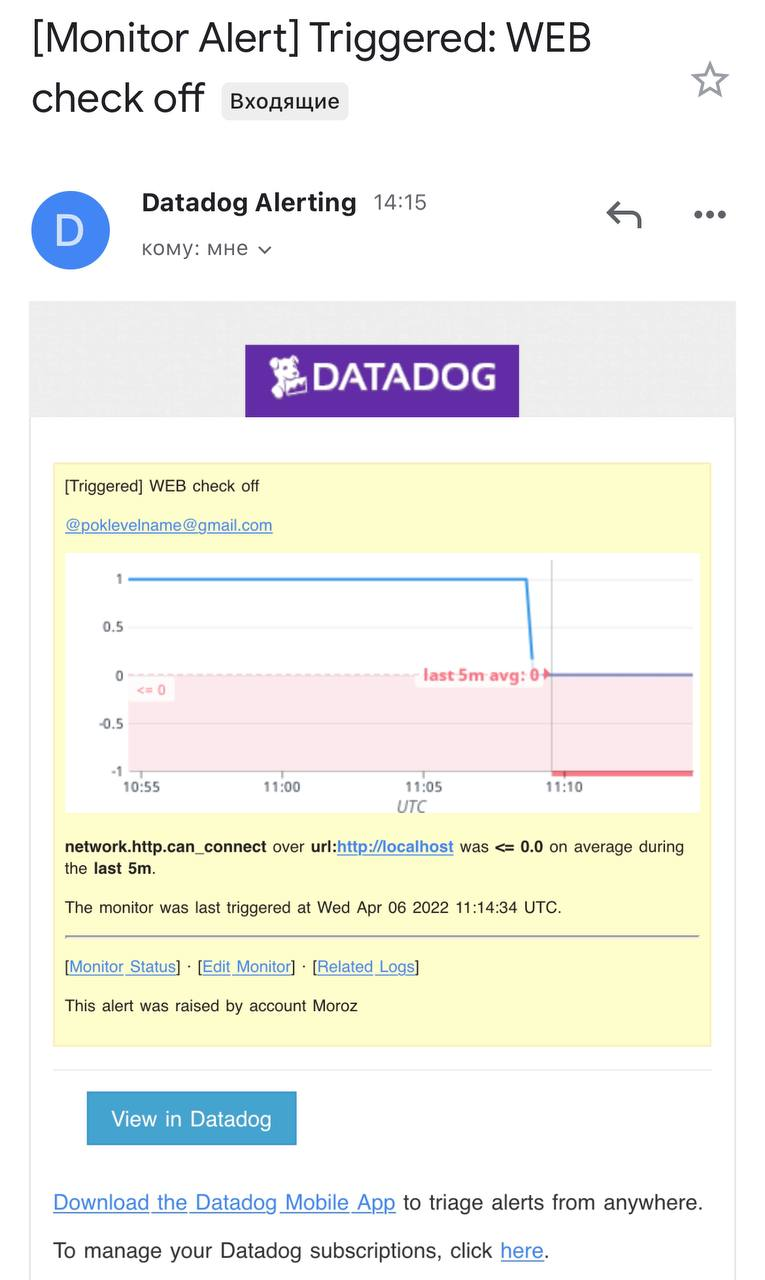 [Monitor Alert] Triggered: WEB
check off Входящие
D
Datadog Alerting 14:15
кому: мне
DATADOG
[Triggered] WEB check off
@poklevelname@gmail.com
1
0.5
last 5m avg: 0
0
<= 0
-0.5
-1
10:55 11:00 11:05 11:10
UTC
network.http.can_connect over url:http://localhost was <= 0.0 on average during
the last 5m.
The monitor was last triggered at Wed Apr 06 2022 11:14:34 UTC.
[Monitor Status] · [Edit Monitor] · [Related Logs]
This alert was raised by account Moroz
View in Datadog
Download the Datadog Mobile App to triage alerts from anywhere.
To manage your Datadog subscriptions, click here.